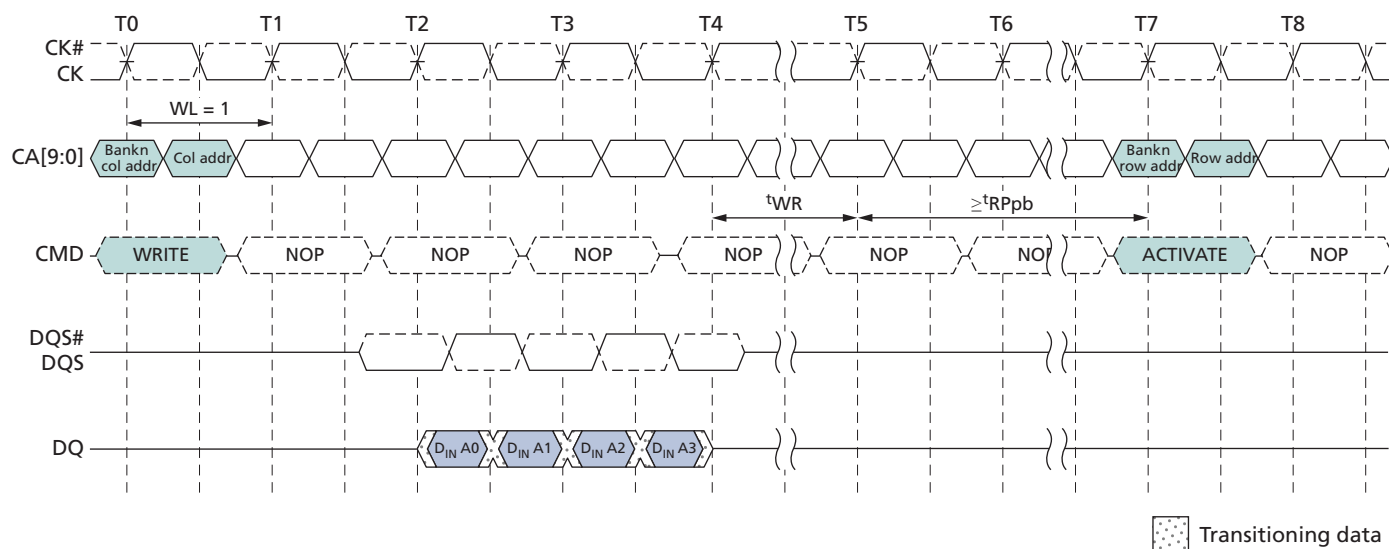 T0 T1 T2 T3 T4 T5 T6 T7 T8
CK#
CK
WL = 1
CA[9:0] Bankn col addr Col addr Bankn row addr Row addr
tWR ≥tRPpb
CMD WRITE NOP NOP NOP NOP NOP NOP ACTIVATE NOP
DQS#
DQS
DQ DIN A0 DIN A1 DIN A2 DIN A3
Transitioning data